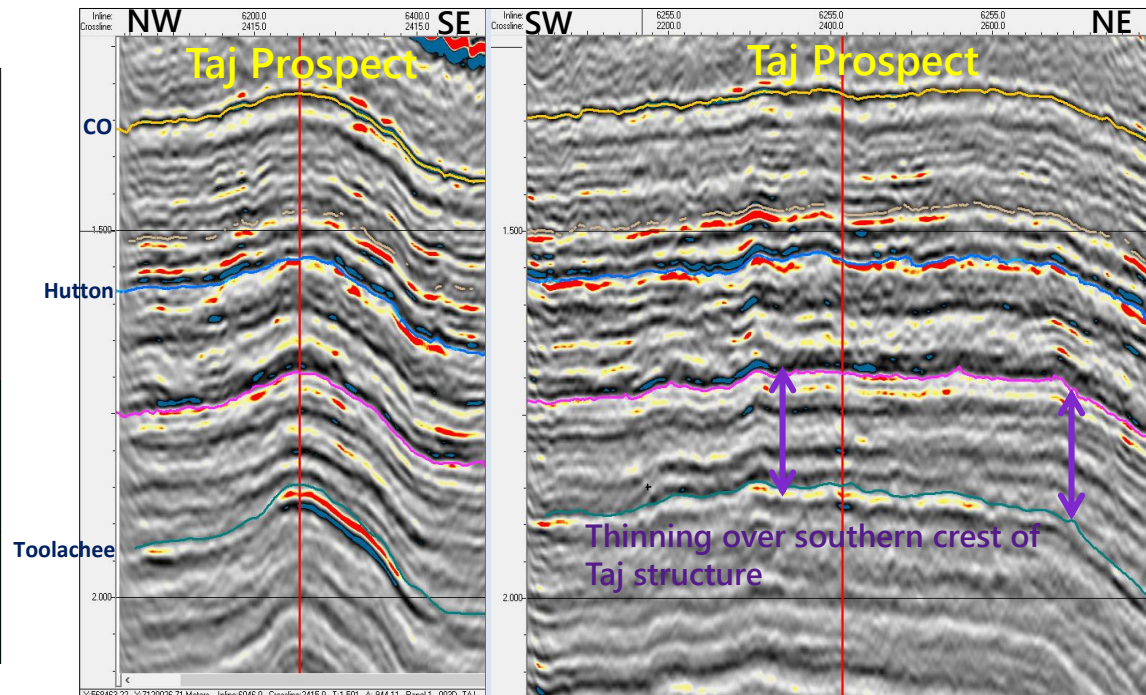 Inline: 6200.0 6400.0
Crossline: 2415.0 2415.0
NW SE
Taj Prospect
CO
1.500
Hutton
Toolachee
2.000
Inline: 6255.0 6255.0 6255.0
Crossline: 2200.0 2400.0 2600.0
SW NE
Taj Prospect
1.500
Thinning over southern crest of
Taj structure
2.000